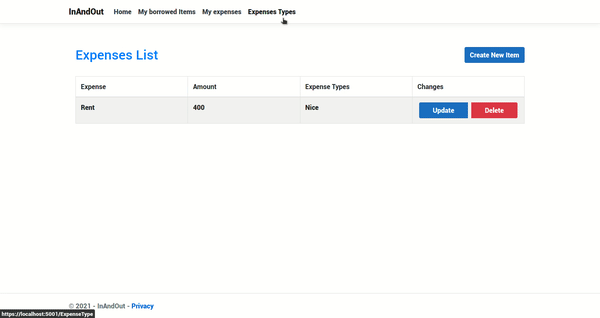 InAndOut Home My borrowed Items My expenses Expenses Types
Expenses List
Create New Item
Expense Amount Expense Types Changes
Rent 400 Nice Update Delete
© 2021 - InAndOut - Privacy
https://localhost:5001/ExpenseType